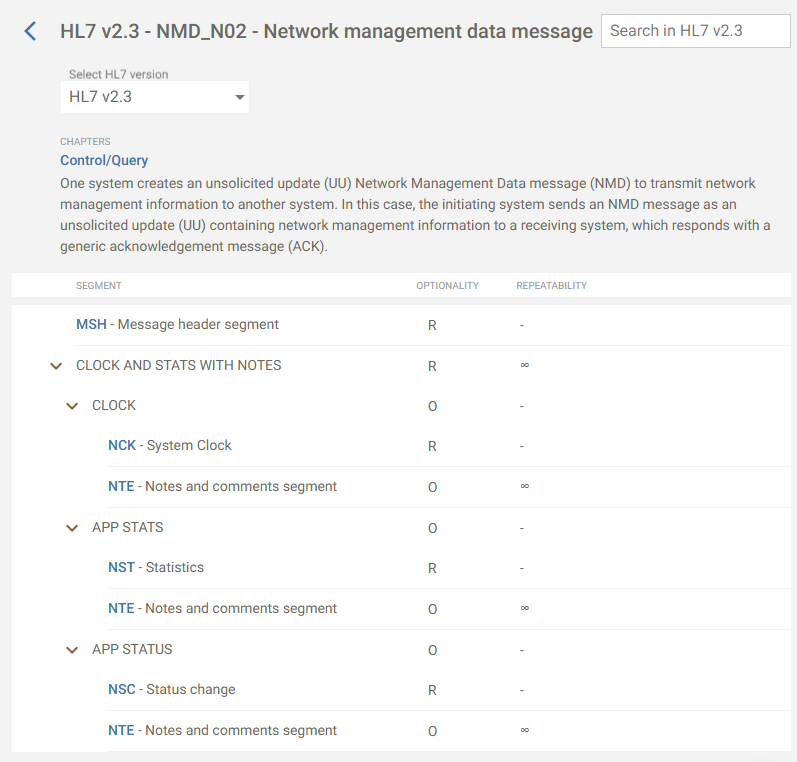 HL7 v2.3 - NMD_N02 - Network management data message
Search in HL7 v2.3
Select HL7 version
HL7 v2.3
CHAPTERS
Control/Query
One system creates an unsolicited update (UU) Network Management Data message (NMD) to transmit network
management information to another system. In this case, the initiating system sends an NMD message as an
unsolicited update (UU) containing network management information to a receiving system, which responds with a
generic acknowledgement message (ACK).
SEGMENT OPTIONALITY REPEATABILITY
MSH - Message header segment R -
CLOCK AND STATS WITH NOTES R ∞
CLOCK O -
NCK - System Clock R -
NTE - Notes and comments segment O ∞
APP STATS O -
NST - Statistics R -
NTE - Notes and comments segment O ∞
APP STATUS O -
NSC - Status change R -
NTE - Notes and comments segment O ∞